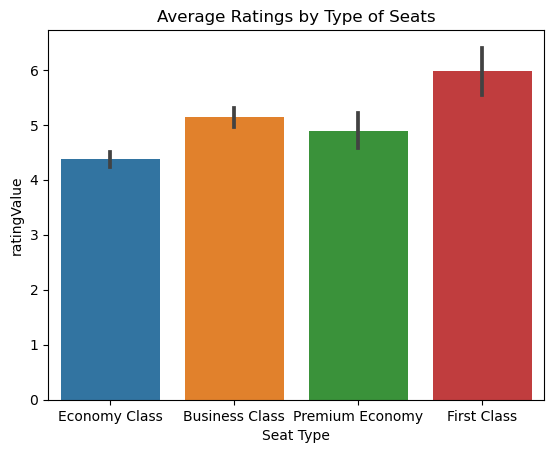 Average Ratings by Type of Seats
ratingValue
6
5
4
3
2
1
0
Economy Class Business Class Premium Economy First Class
Seat Type